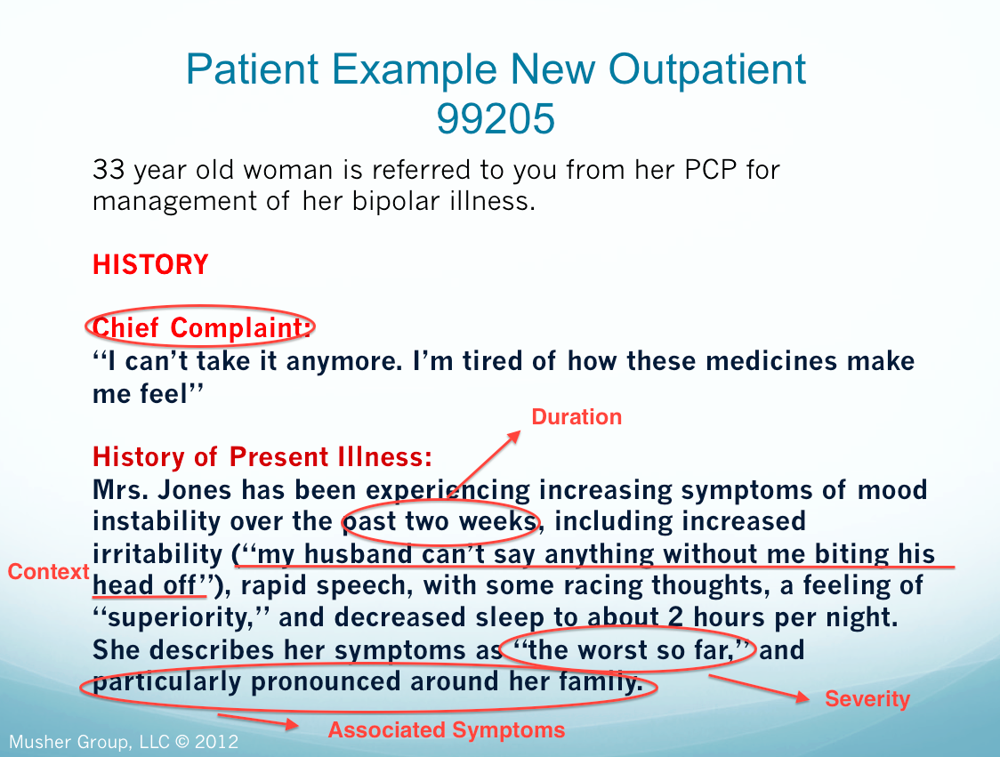 Patient Example New Outpatient
99205
33 year old woman is referred to you from her PCP for
management of her bipolar illness.
HISTORY
Chief Complaint:
“I can’t take it anymore. I’m tired of how these medicines make
me feel”
Duration
History of Present Illness:
Mrs. Jones has been experiencing increasing symptoms of mood
instability over the past two weeks, including increased
irritability (“my husband can’t say anything without me biting his
Context
head off”), rapid speech, with some racing thoughts, a feeling of
“superiority,” and decreased sleep to about 2 hours per night.
She describes her symptoms as “the worst so far,” and
particularly pronounced around her family.
Severity
Associated Symptoms
Musher Group, LLC © 2012